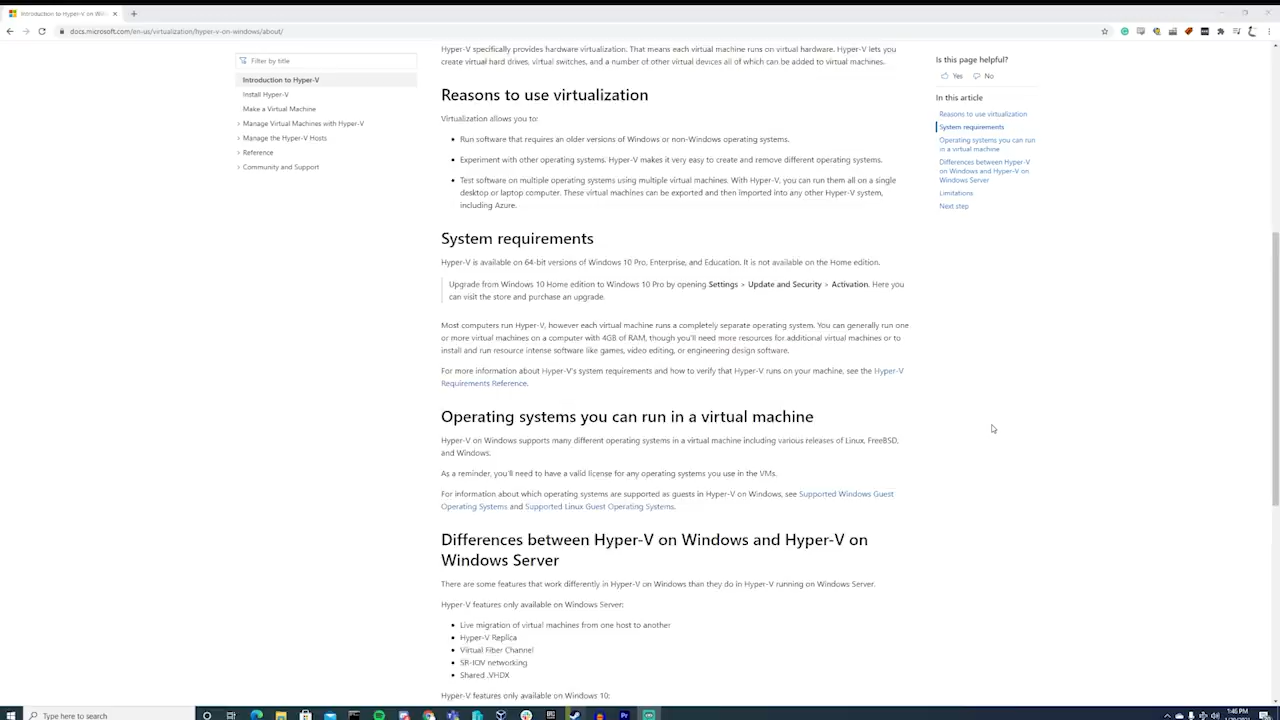 Introduction to Hyper-V on Win
docs.microsoft.com/en-us/virtualization/hyper-v-on-windows/about/
Filter by title
Introduction to Hyper-V
Install Hyper-V
Make a Virtual Machine
Manage Virtual Machines with Hyper-V
Manage the Hyper-V Hosts
Reference
Community and Support
Hyper-V specifically provides hardware virtualization. That means each virtual machine runs on virtual hardware. Hyper-V lets you
create virtual hard drives, virtual switches, and a number of other virtual devices all of which can be added to virtual machines.
Reasons to use virtualization
Virtualization allows you to:
Run software that requires an older versions of Windows or non-Windows operating systems.
Experiment with other operating systems. Hyper-V makes it very easy to create and remove different operating systems.
Test software on multiple operating systems using multiple virtual machines. With Hyper-V, you can run them all on a single
desktop or laptop computer. These virtual machines can be exported and then imported into any other Hyper-V system,
including Azure.
System requirements
Hyper-V is available on 64-bit versions of Windows 10 Pro, Enterprise, and Education. It is not available on the Home edition.
Upgrade from Windows 10 Home edition to Windows 10 Pro by opening Settings > Update and Security > Activation. Here you
can visit the store and purchase an upgrade.
Most computers run Hyper-V, however each virtual machine runs a completely separate operating system. You can generally run one
or more virtual machines on a computer with 4GB of RAM, though you'll need more resources for additional virtual machines or to
install and run resource intense software like games, video editing, or engineering design software.
For more information about Hyper-V's system requirements and how to verify that Hyper-V runs on your machine, see the Hyper-V
Requirements Reference.
Operating systems you can run in a virtual machine
Hyper-V on Windows supports many different operating systems in a virtual machine including various releases of Linux, FreeBSD,
and Windows.
As a reminder, you'll need to have a valid license for any operating systems you use in the VMs.
For information about which operating systems are supported as guests in Hyper-V on Windows, see Supported Windows Guest
Operating Systems and Supported Linux Guest Operating Systems.
Differences between Hyper-V on Windows and Hyper-V on
Windows Server
There are some features that work differently in Hyper-V on Windows than they do in Hyper-V running on Windows Server.
Hyper-V features only available on Windows Server:
Live migration of virtual machines from one host to another
Hyper-V Replica
Virtual Fiber Channel
SR-IOV networking
Shared .VHDX
Hyper-V features only available on Windows 10:
Is this page helpful?
Yes No
In this article
Reasons to use virtualization
System requirements
Operating systems you can run
in a virtual machine
Differences between Hyper-V
on Windows and Hyper-V on
Windows Server
Limitations
Next step
Type here to search
1:46 PM